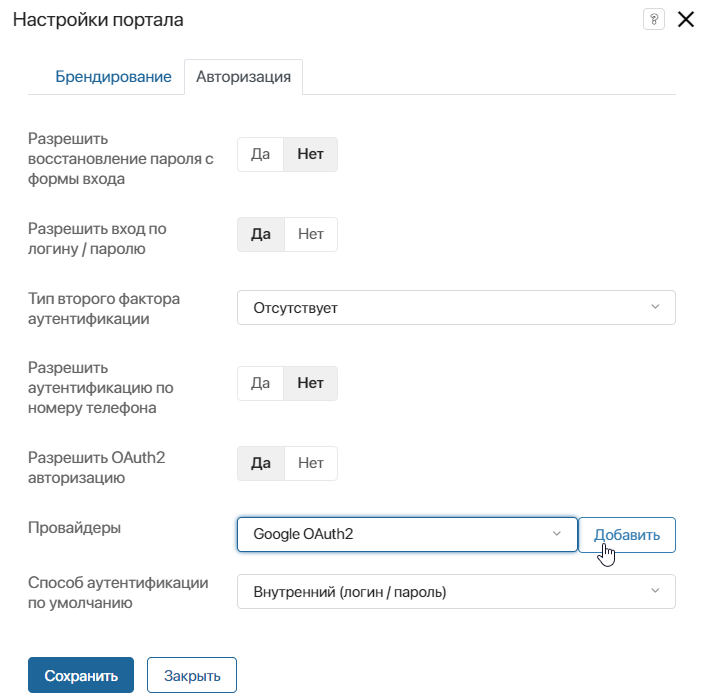 Настройки портала
?
Брендирование
Авторизация
Разрешить
восстановление пароля с
формы входа
Да
Нет
Разрешить вход по
логину / паролю
Да
Нет
Тип второго фактора
аутентификации
Отсутствует
Разрешить
аутентификацию по
номеру телефона
Да
Нет
Разрешить OAuth2
авторизацию
Да
Нет
Провайдеры
Google OAuth2
Добавить
Способ аутентификации
по умолчанию
Внутренний (логин / пароль)
Сохранить
Закрыть